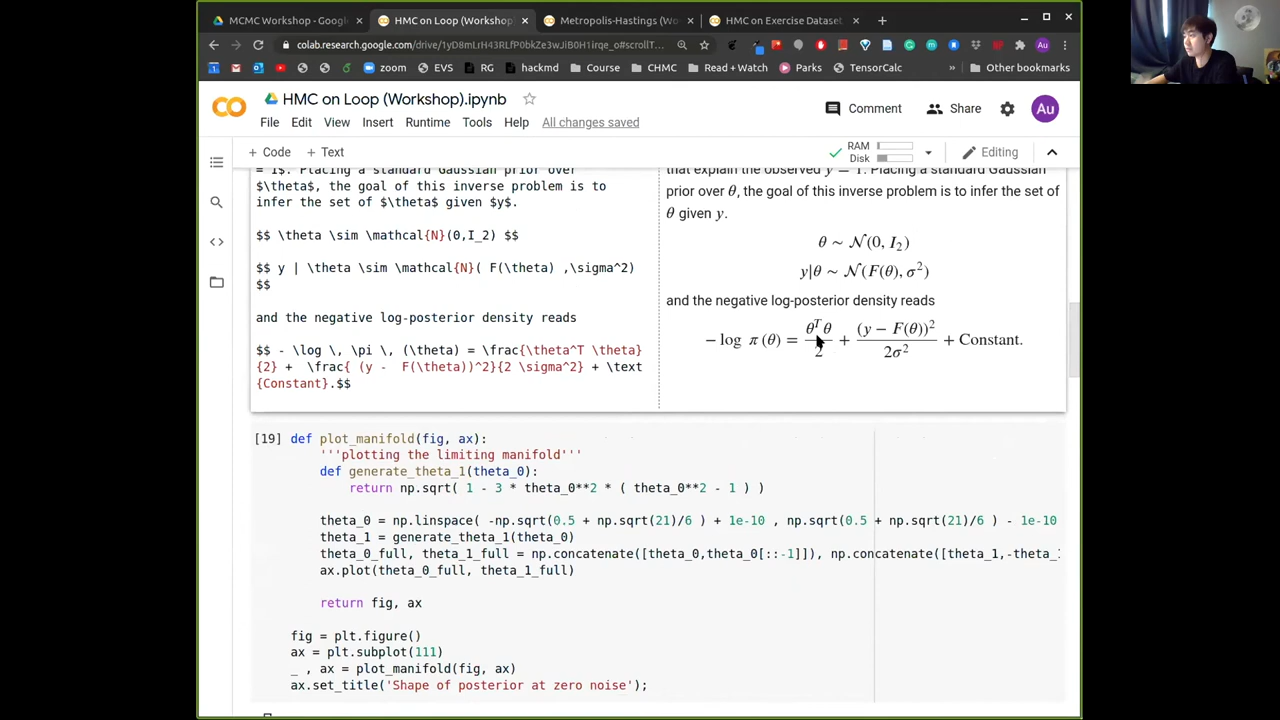 MCMC Workshop - Google
HMC on Loop (Workshop)
Metropolis-Hastings (W
HMC on Exercise Dataset
colab.research.google.com/drive/1yD8mLrH43RLfP0bkZe3wJiB0H1irqe_o#scrollT...
Au
zoom
EVS
RG
hackmd
Course
CHMC
Read + Watch
Parks
TensorCalc
»
Other bookmarks
HMC on Loop (Workshop).ipynb
Comment
Share
Au
File Edit View Insert Runtime Tools Help All changes saved
+ Code + Text
RAM
Disk
Editing
= 1$. Placing a standard Gaussian prior over
$\theta$, the goal of this inverse problem is to
infer the set of $\theta$ given $y$.
$$ \theta \sim \mathcal{N}(0,I_2) $$
$$ y | \theta \sim \mathcal{N}( F(\theta) ,\sigma^2)
$$
and the negative log-posterior density reads
$$ - \log \, \pi \, (\theta) = \frac{\theta^T \theta}
{2} +  \frac{ (y -  F(\theta))^2}{2 \sigma^2} + \text
{Constant}.$$
that explain the observed y = 1. Placing a standard Gaussian
prior over θ, the goal of this inverse problem is to infer the set of
θ given y.
θ ∼ 𝒩(0, I₂)
y|θ ∼ 𝒩(F(θ), σ²)
and the negative log-posterior density reads
− log π (θ) = θᵀθ/2 + (y − F(θ))²/2σ² + Constant.
[19] def plot_manifold(fig, ax):
'''plotting the limiting manifold'''
def generate_theta_1(theta_0):
return np.sqrt( 1 - 3 * theta_0**2 * ( theta_0**2 - 1 ) )
theta_0 = np.linspace( -np.sqrt(0.5 + np.sqrt(21)/6 ) + 1e-10 , np.sqrt(0.5 + np.sqrt(21)/6 ) - 1e-10
theta_1 = generate_theta_1(theta_0)
theta_0_full, theta_1_full = np.concatenate([theta_0,theta_0[::-1]]), np.concatenate([theta_1,-theta_1
ax.plot(theta_0_full, theta_1_full)
return fig, ax
fig = plt.figure()
ax = plt.subplot(111)
_ , ax = plot_manifold(fig, ax)
ax.set_title('Shape of posterior at zero noise');